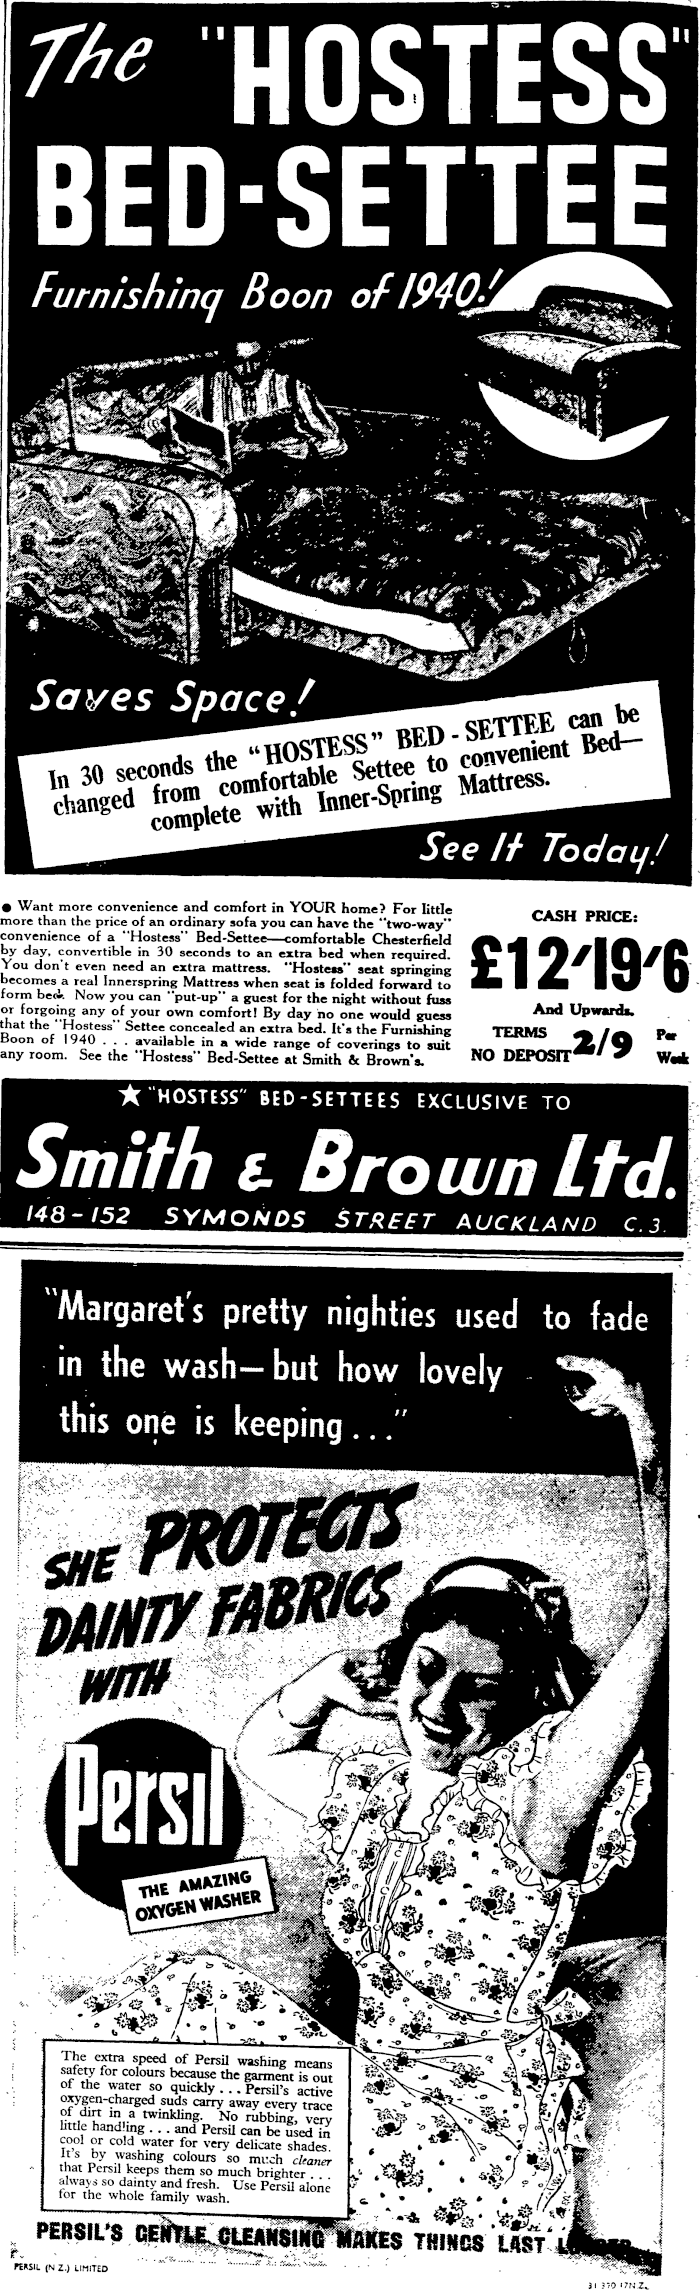 The "HOSTESS"
BED-SETTEE
Furnishing Boon of 1940!
Saves Space!
In 30 seconds the "HOSTESS" BED-SETTEE can be
changed from comfortable Settee to convenient Bed—
complete with Inner-Spring Mattress.
See It Today!
● Want more convenience and comfort in YOUR home? For little
more than the price of an ordinary sofa you can have the "two-way"
convenience of a "Hostess" Bed-Settee—comfortable Chesterfield
by day, convertible in 30 seconds to an extra bed when required.
You don't even need an extra mattress. "Hostess" seat springing
becomes a real Innerspring Mattress when seat is folded forward to
form bed. Now you can "put-up" a guest for the night without fuss
or forgoing any of your own comfort! By day no one would guess
that the "Hostess" Settee concealed an extra bed. It's the Furnishing
Boon of 1940 . . . available in a wide range of coverings to suit
any room. See the "Hostess" Bed-Settee at Smith & Brown's.
CASH PRICE:
£12/19/6
And Upwards.
TERMS
NO DEPOSIT 2/9 Per Week
★ "HOSTESS" BED-SETTEES EXCLUSIVE TO
Smith & Brown Ltd.
148-152 SYMONDS STREET AUCKLAND C.3.
"Margaret's pretty nighties used to fade
in the wash—but how lovely
this one is keeping..."
SHE PROTECTS
DAINTY FABRICS
WITH
Persil
THE AMAZING
OXYGEN WASHER
The extra speed of Persil washing means
safety for colours because the garment is out
of the water so quickly . . . Persil's active
oxygen-charged suds carry away every trace
of dirt in a twinkling. No rubbing, very
little handling . . . and Persil can be used in
cool or cold water for very delicate shades.
It's by washing colours so much cleaner
that Persil keeps them so much brighter . . .
always so dainty and fresh. Use Persil alone
for the whole family wash.
PERSIL'S GENTLE CLEANSING MAKES THINGS LAST
PERSIL (N.Z.) LIMITED